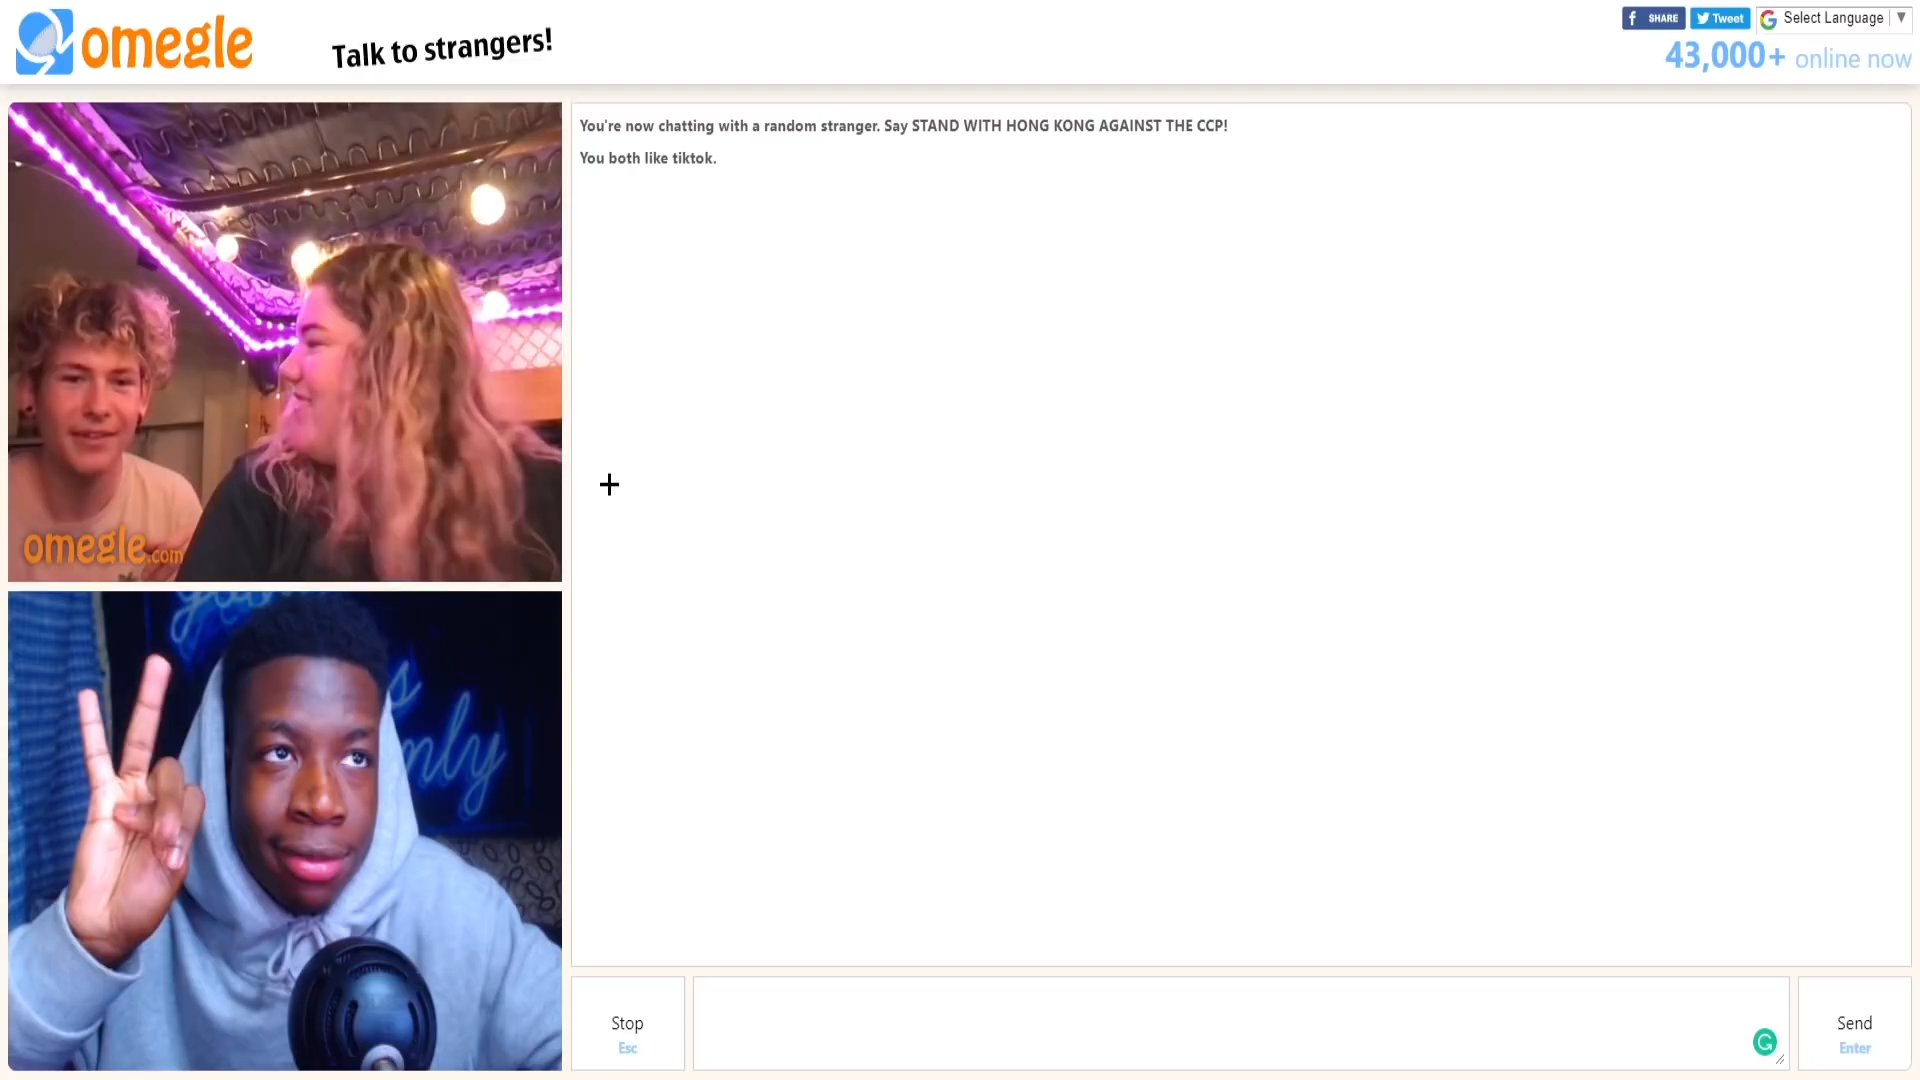 omegle
Talk to strangers!
f SHARE
Tweet
G Select Language ▼
43,000+ online now
You're now chatting with a random stranger. Say STAND WITH HONG KONG AGAINST THE CCP!
You both like tiktok.
omegle.com
nly
Stop
Esc
Send
Enter